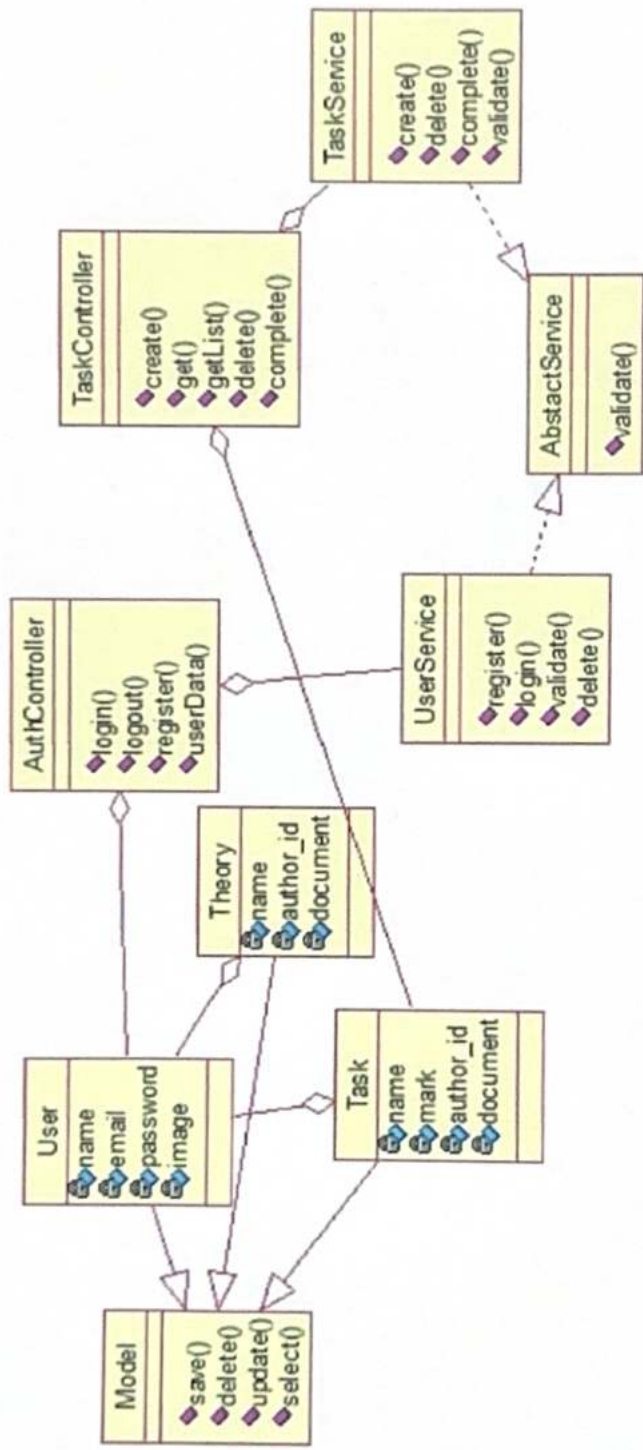 Model
save()
delete()
update()
select()
User
name
email
password
image
Theory
name
author_id
document
Task
name
mark
author_id
document
AuthController
login()
logout()
register()
userData()
UserService
register()
login()
validate()
delete()
TaskController
create()
get()
getList()
delete()
complete()
TaskService
create()
delete()
complete()
validate()
AbstactService
validate()